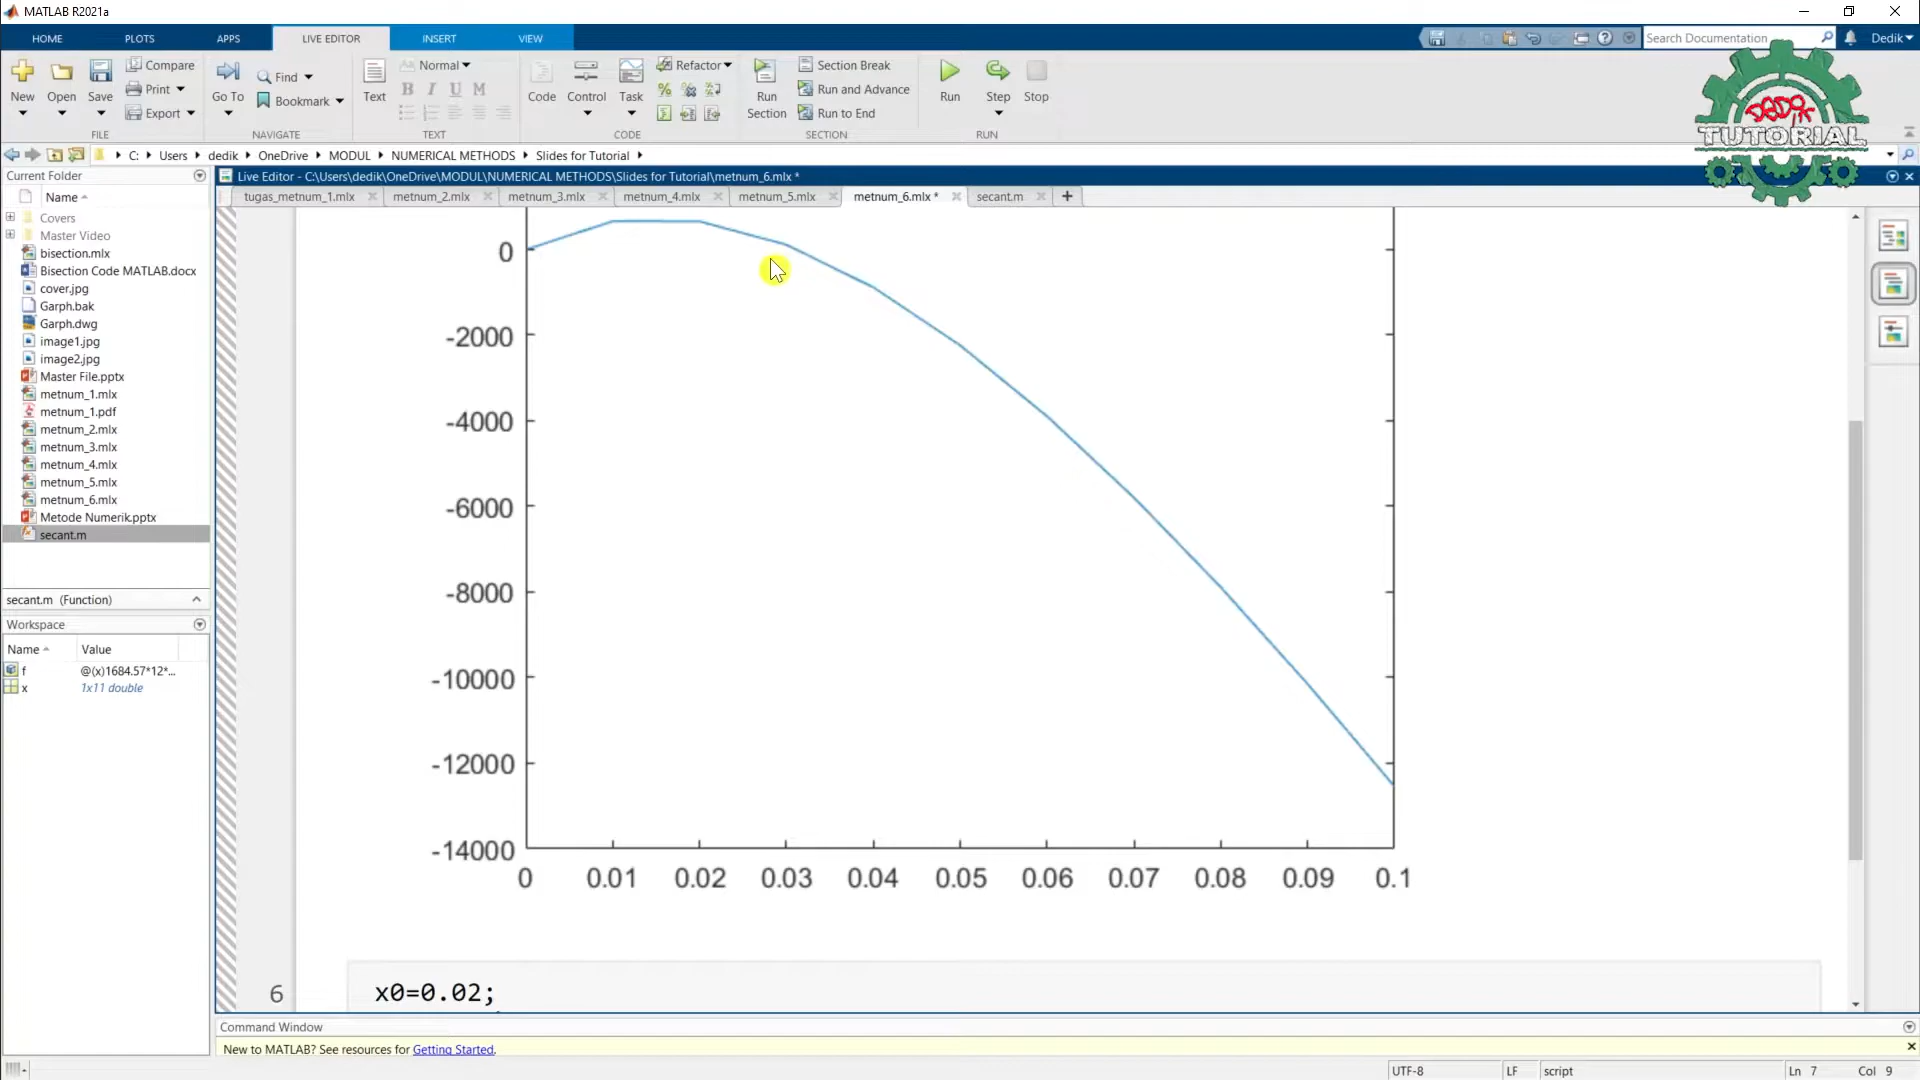 MATLAB R2021a
HOME PLOTS APPS LIVE EDITOR INSERT VIEW
Search Documentation
Dedik
New Open Save
Compare
Print
Export
FILE
Go To
Find
Bookmark
NAVIGATE
Text
Normal
B I U M
TEXT
Code Control Task
Refactor
CODE
Run Section
Section Break
Run and Advance
Run to End
SECTION
Run Step Stop
RUN
DEDIK
TUTORIAL
C: Users dedik OneDrive MODUL NUMERICAL METHODS Slides for Tutorial
Current Folder
Name
Covers
Master Video
bisection.mlx
Bisection Code MATLAB.docx
cover.jpg
Garph.bak
Garph.dwg
image1.jpg
image2.jpg
Master File.pptx
metnum_1.mlx
metnum_1.pdf
metnum_2.mlx
metnum_3.mlx
metnum_4.mlx
metnum_5.mlx
metnum_6.mlx
Metode Numerik.pptx
secant.m
secant.m (Function)
Workspace
Name Value
f @(x)1684.57*12*...
x 1x11 double
Live Editor - C:\Users\dedik\OneDrive\MODUL\NUMERICAL METHODS\Slides for Tutorial\metnum_6.mlx *
tugas_metnum_1.mlx metnum_2.mlx metnum_3.mlx metnum_4.mlx metnum_5.mlx metnum_6.mlx * secant.m +
0
-2000
-4000
-6000
-8000
-10000
-12000
-14000
0 0.01 0.02 0.03 0.04 0.05 0.06 0.07 0.08 0.09 0.1
6 x0=0.02;
Command Window
New to MATLAB? See resources for Getting Started.
UTF-8 LF script Ln 7 Col 9